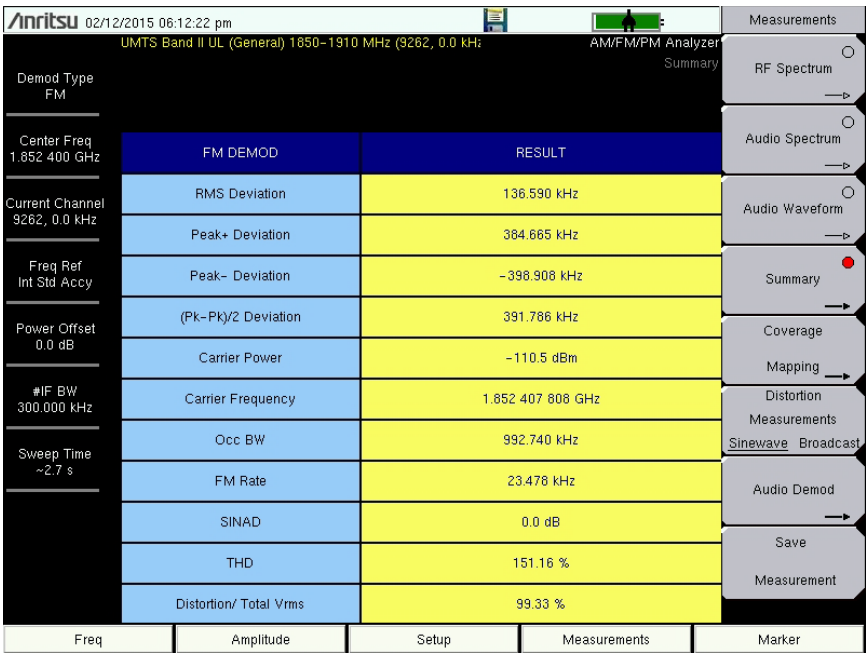 Anritsu 02/12/2015 06:12:22 pm
UMTS Band II UL (General) 1850-1910 MHz (9262, 0.0 kHz
AM/FM/PM Analyzer
Summary
Demod Type
FM
Center Freq
1.852 400 GHz
Current Channel
9262, 0.0 kHz
Freq Ref
Int Std Accy
Power Offset
0.0 dB
#IF BW
300.000 kHz
Sweep Time
~2.7 s
FM DEMOD RESULT
RMS Deviation 136.590 kHz
Peak+ Deviation 384.665 kHz
Peak- Deviation -398.908 kHz
(Pk-Pk)/2 Deviation 391.786 kHz
Carrier Power -110.5 dBm
Carrier Frequency 1.852 407 808 GHz
Occ BW 992.740 kHz
FM Rate 23.478 kHz
SINAD 0.0 dB
THD 151.16 %
Distortion/ Total Vrms 99.33 %
Measurements
RF Spectrum
Audio Spectrum
Audio Waveform
Summary
Coverage
Mapping
Distortion
Measurements
Sinewave Broadcast
Audio Demod
Save
Measurement
Freq Amplitude Setup Measurements Marker